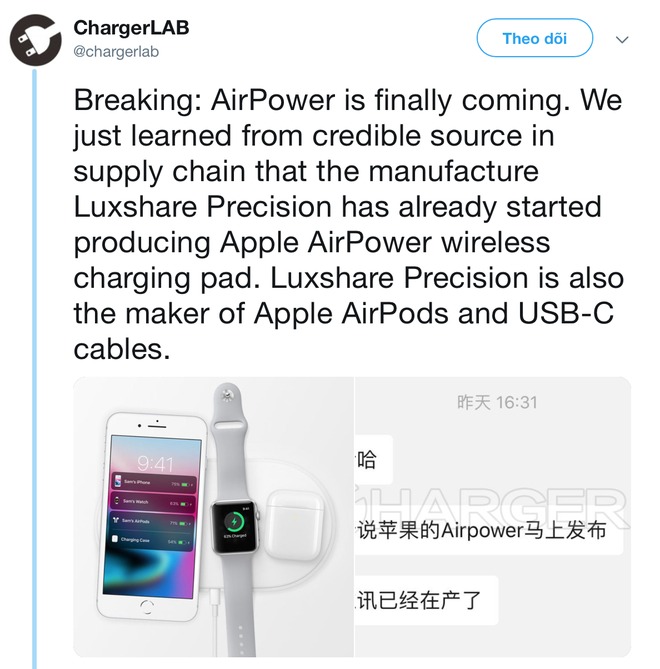 ChargerLAB
@chargerlab
Theo dõi
Breaking: AirPower is finally coming. We
just learned from credible source in
supply chain that the manufacture
Luxshare Precision has already started
producing Apple AirPower wireless
charging pad. Luxshare Precision is also
the maker of Apple AirPods and USB-C
cables.
9:41
Sam's iPhone
Sam's Watch
Sam's AirPods
Charging Case
63% Charged
昨天 16:31
哈
CHARGER
说苹果的Airpower马上发布
讯已经在产了